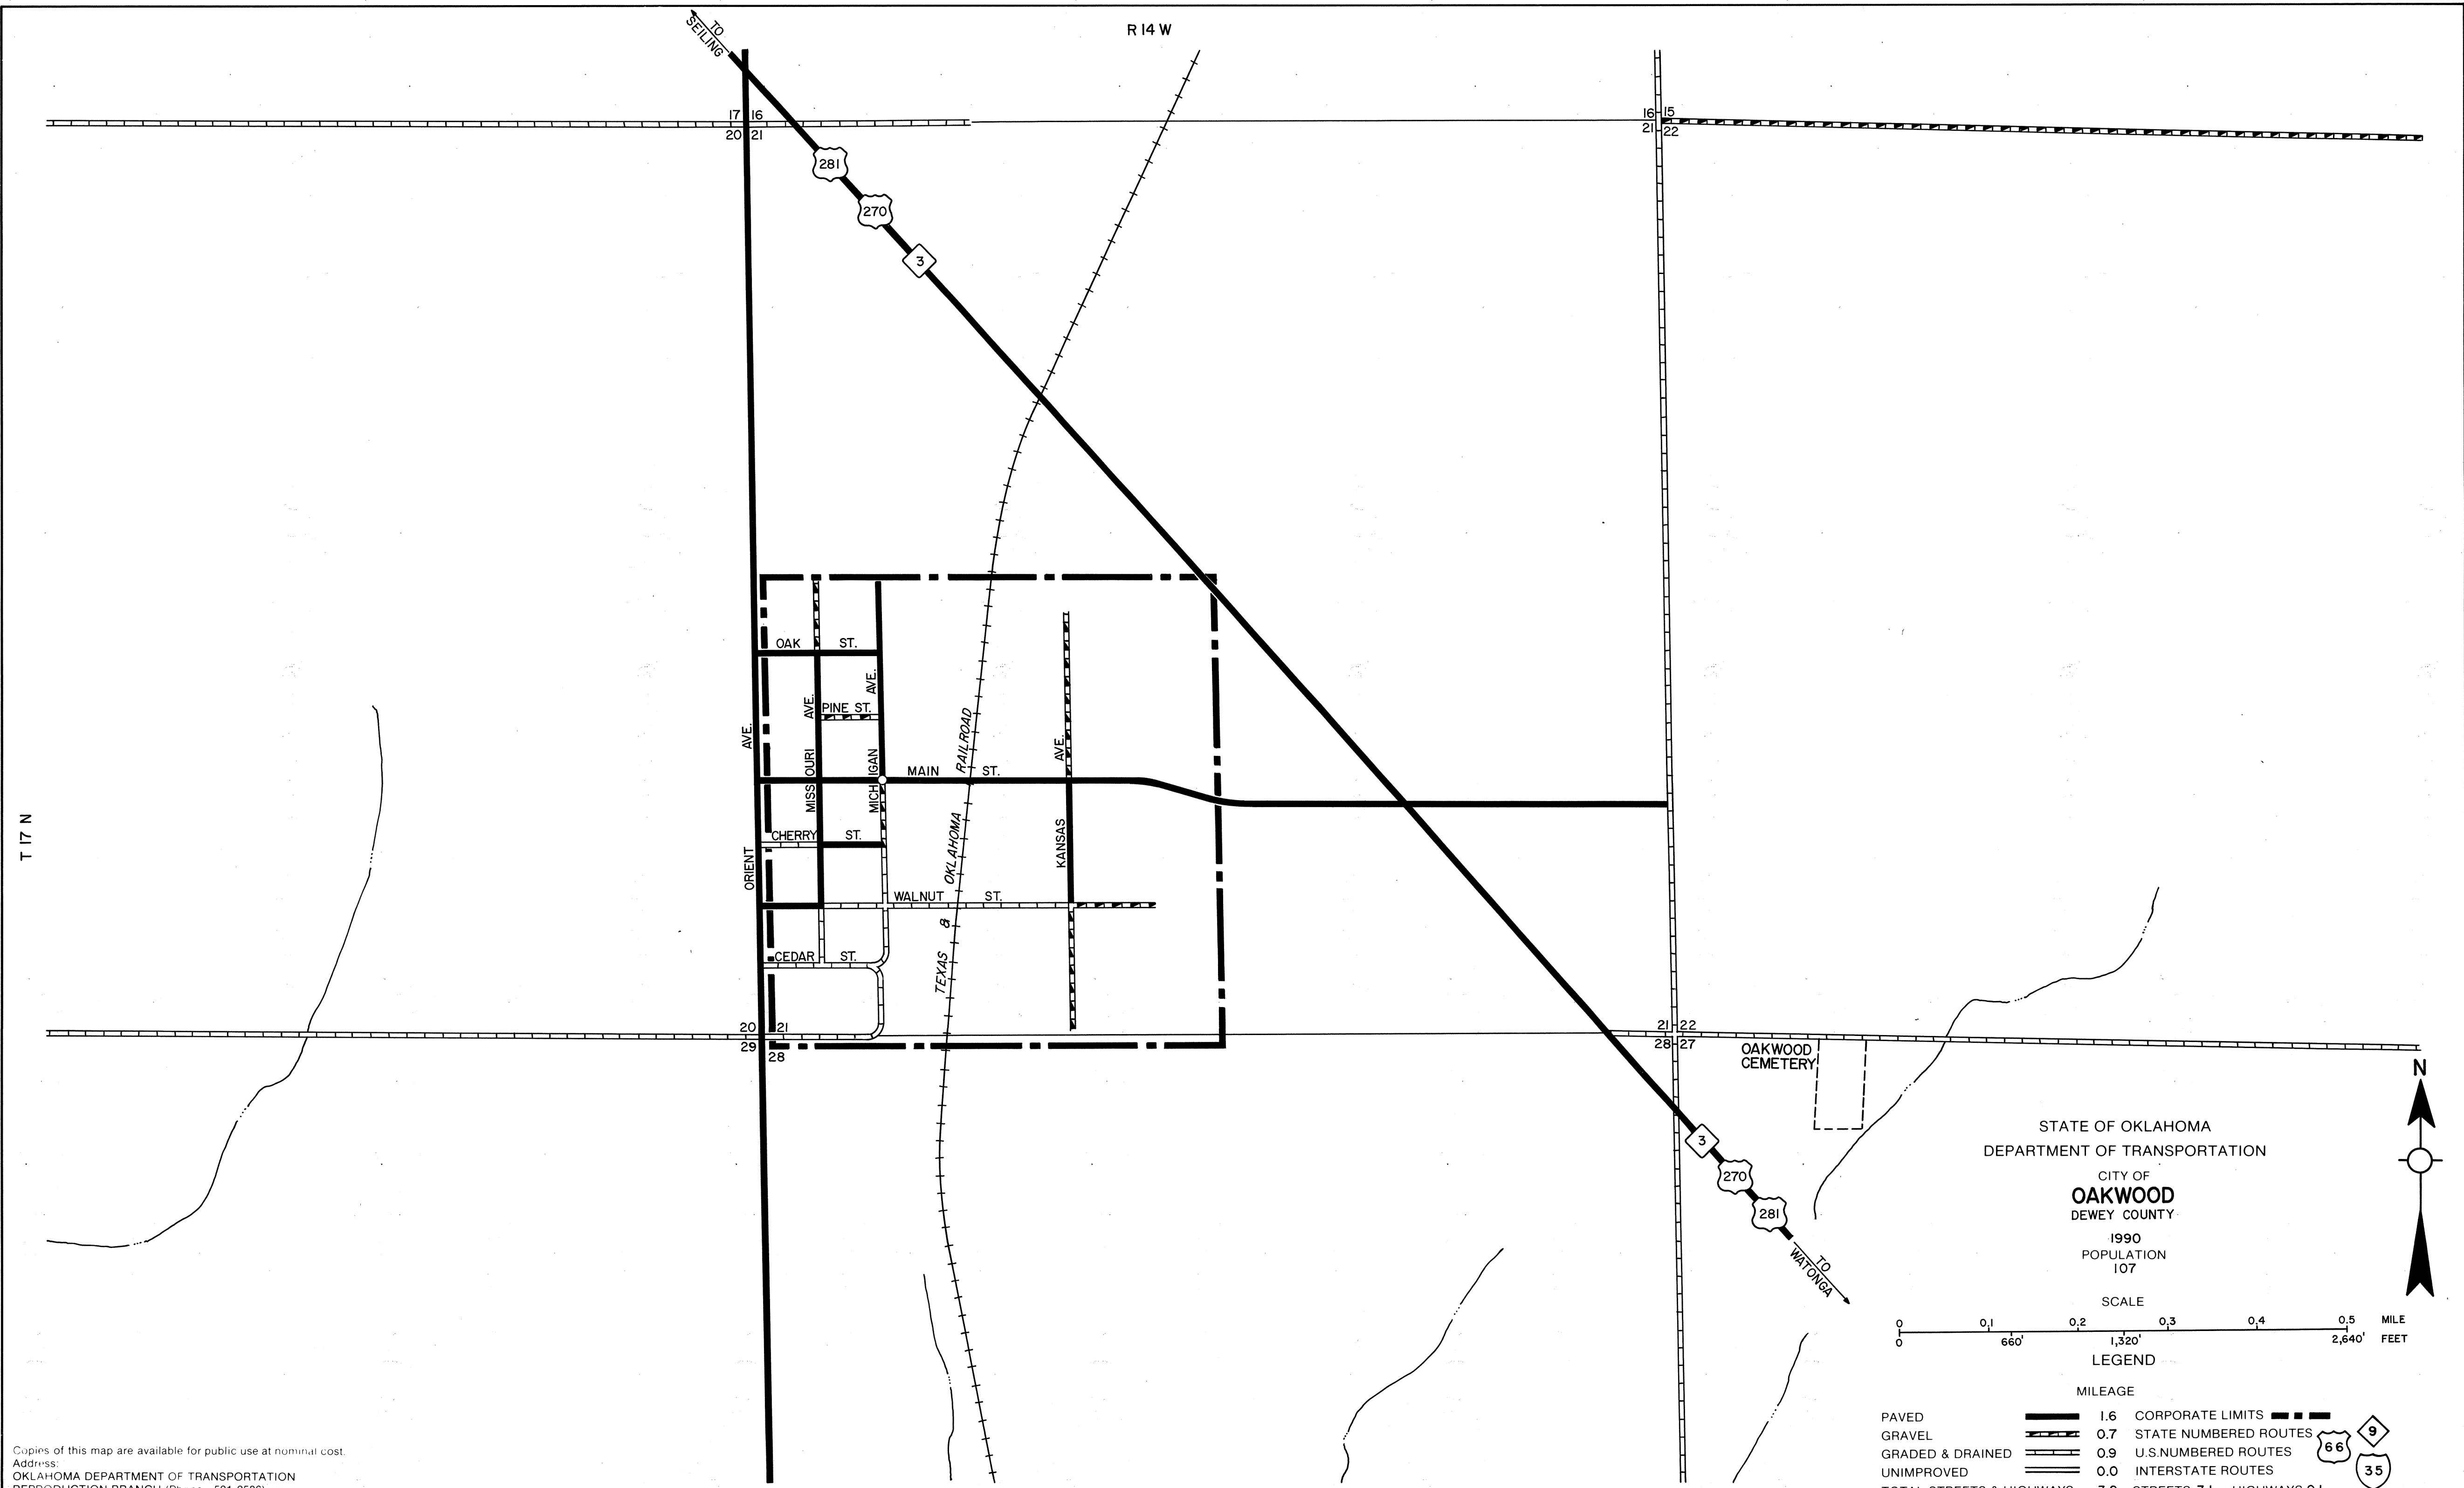 R 14 W
TO
SEILING
17 16
20 21
16 15
21 22
281
270
3
OAK ST.
AVE.
AVE.
PINE ST.
AVE.
MISSOURI
MICHIGAN
RAILROAD
AVE.
MAIN ST.
T 17 N
CHERRY ST.
ORIENT
OKLAHOMA
KANSAS
WALNUT ST.
TEXAS &
CEDAR ST.
20 21
29 28
21 22
28 27
OAKWOOD
CEMETERY
3
270
281
TO
WATONGA
N
STATE OF OKLAHOMA
DEPARTMENT OF TRANSPORTATION
CITY OF
OAKWOOD
DEWEY COUNTY
1990
POPULATION
107
SCALE
0 0.1 0.2 0.3 0.4 0.5 MILE
0 660' 1,320' 2,640' FEET
LEGEND
MILEAGE
PAVED 1.6 CORPORATE LIMITS
GRAVEL 0.7 STATE NUMBERED ROUTES 9
GRADED & DRAINED 0.9 U.S. NUMBERED ROUTES 66
UNIMPROVED 0.0 INTERSTATE ROUTES 35
TOTAL STREETS & HIGHWAYS
Copies of this map are available for public use at nominal cost.
Address:
OKLAHOMA DEPARTMENT OF TRANSPORTATION
REPRODUCTION BRANCH